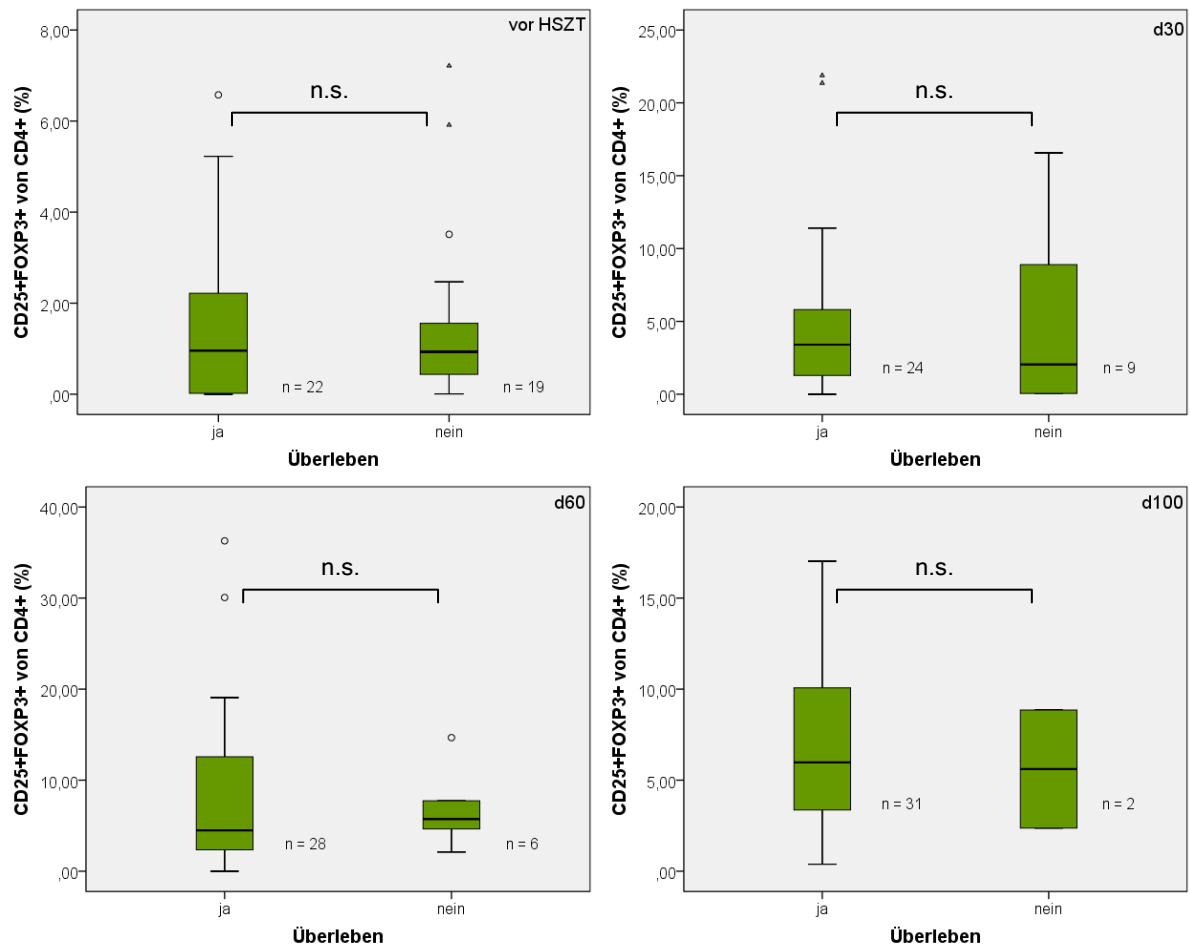 vor HSZT
CD25+FOXP3+ von CD4+ (%)
8,00
6,00
4,00
2,00
,00
n.s.
n = 22
n = 19
ja
nein
Überleben
d30
CD25+FOXP3+ von CD4+ (%)
25,00
20,00
15,00
10,00
5,00
,00
n.s.
n = 24
n = 9
ja
nein
Überleben
d60
CD25+FOXP3+ von CD4+ (%)
40,00
30,00
20,00
10,00
,00
n.s.
n = 28
n = 6
ja
nein
Überleben
d100
CD25+FOXP3+ von CD4+ (%)
20,00
15,00
10,00
5,00
,00
n.s.
n = 31
n = 2
ja
nein
Überleben